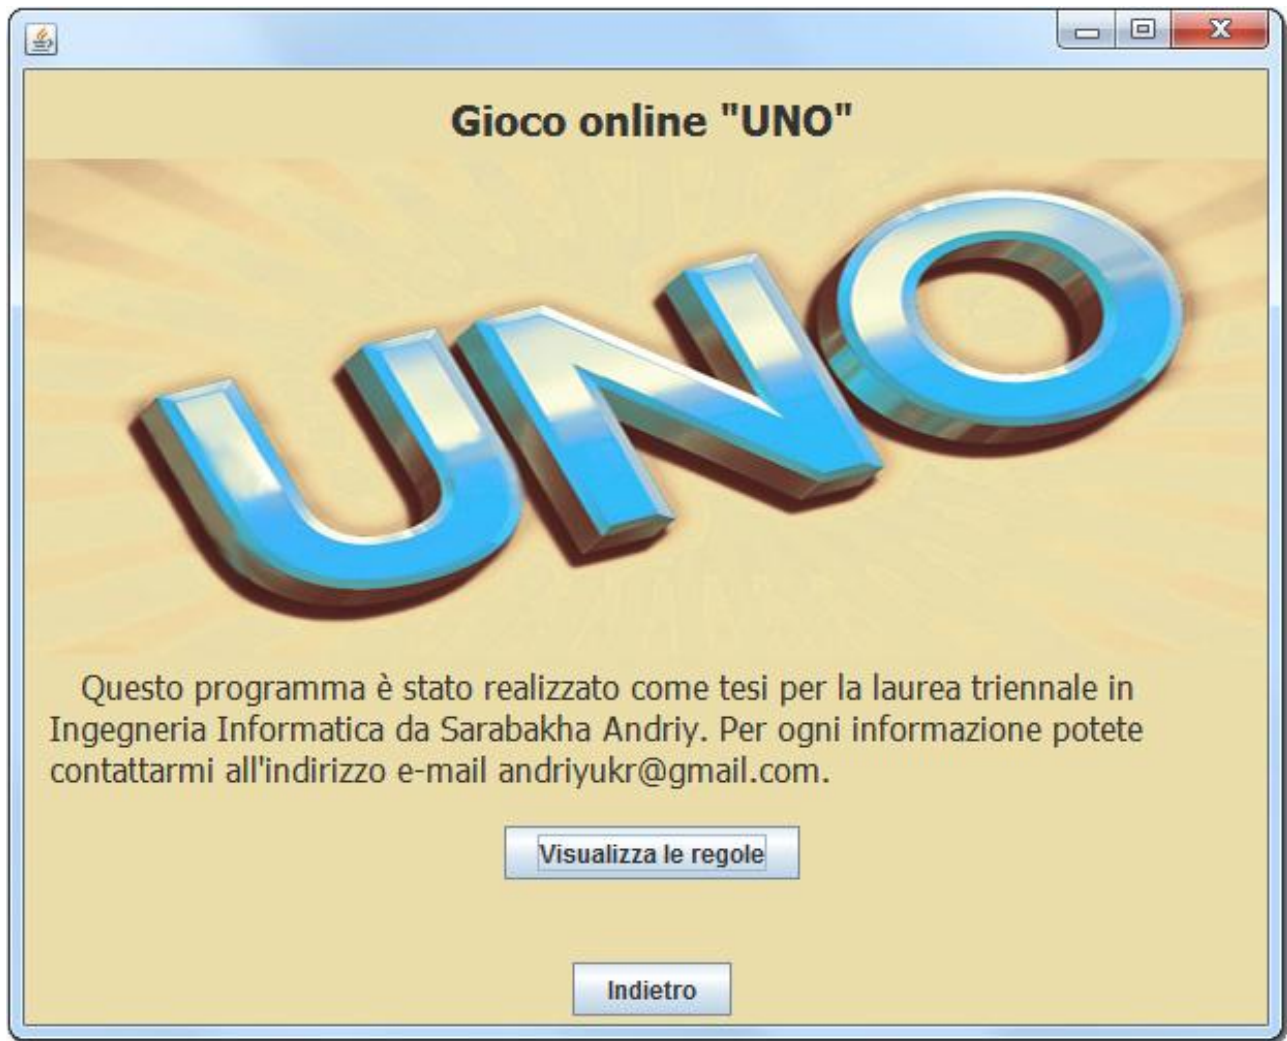 Gioco online "UNO"
UNO
Questo programma è stato realizzato come tesi per la laurea triennale in
Ingegneria Informatica da Sarabakha Andriy. Per ogni informazione potete
contattarmi all'indirizzo e-mail andriyukr@gmail.com.
Visualizza le regole
Indietro